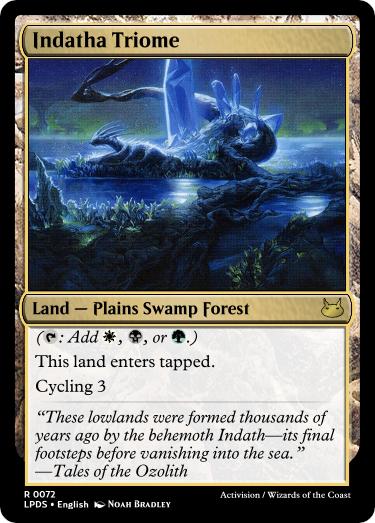 Indatha Triome
Land — Plains Swamp Forest
(: Add , , or .)
This land enters tapped.
Cycling 3
“These lowlands were formed thousands of
years ago by the behemoth Indath—its final
footsteps before vanishing into the sea.”
—Tales of the Ozolith
R 0072
LPDS • English Noah Bradley
Activision / Wizards of the Coast